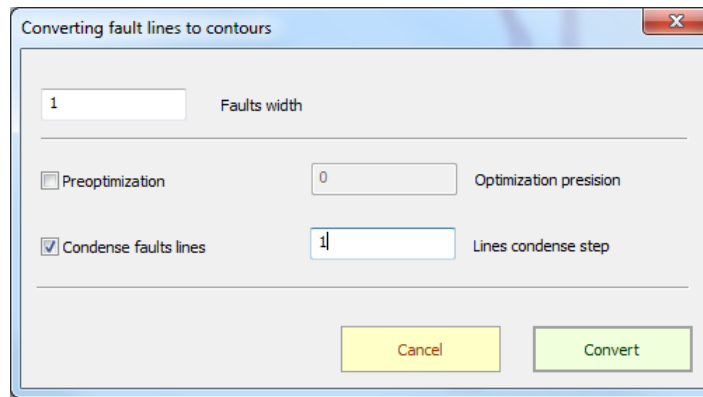 Converting fault lines to contours
1 Faults width
Preoptimization 0 Optimization presision
Condense faults lines 1 Lines condense step
Cancel Convert